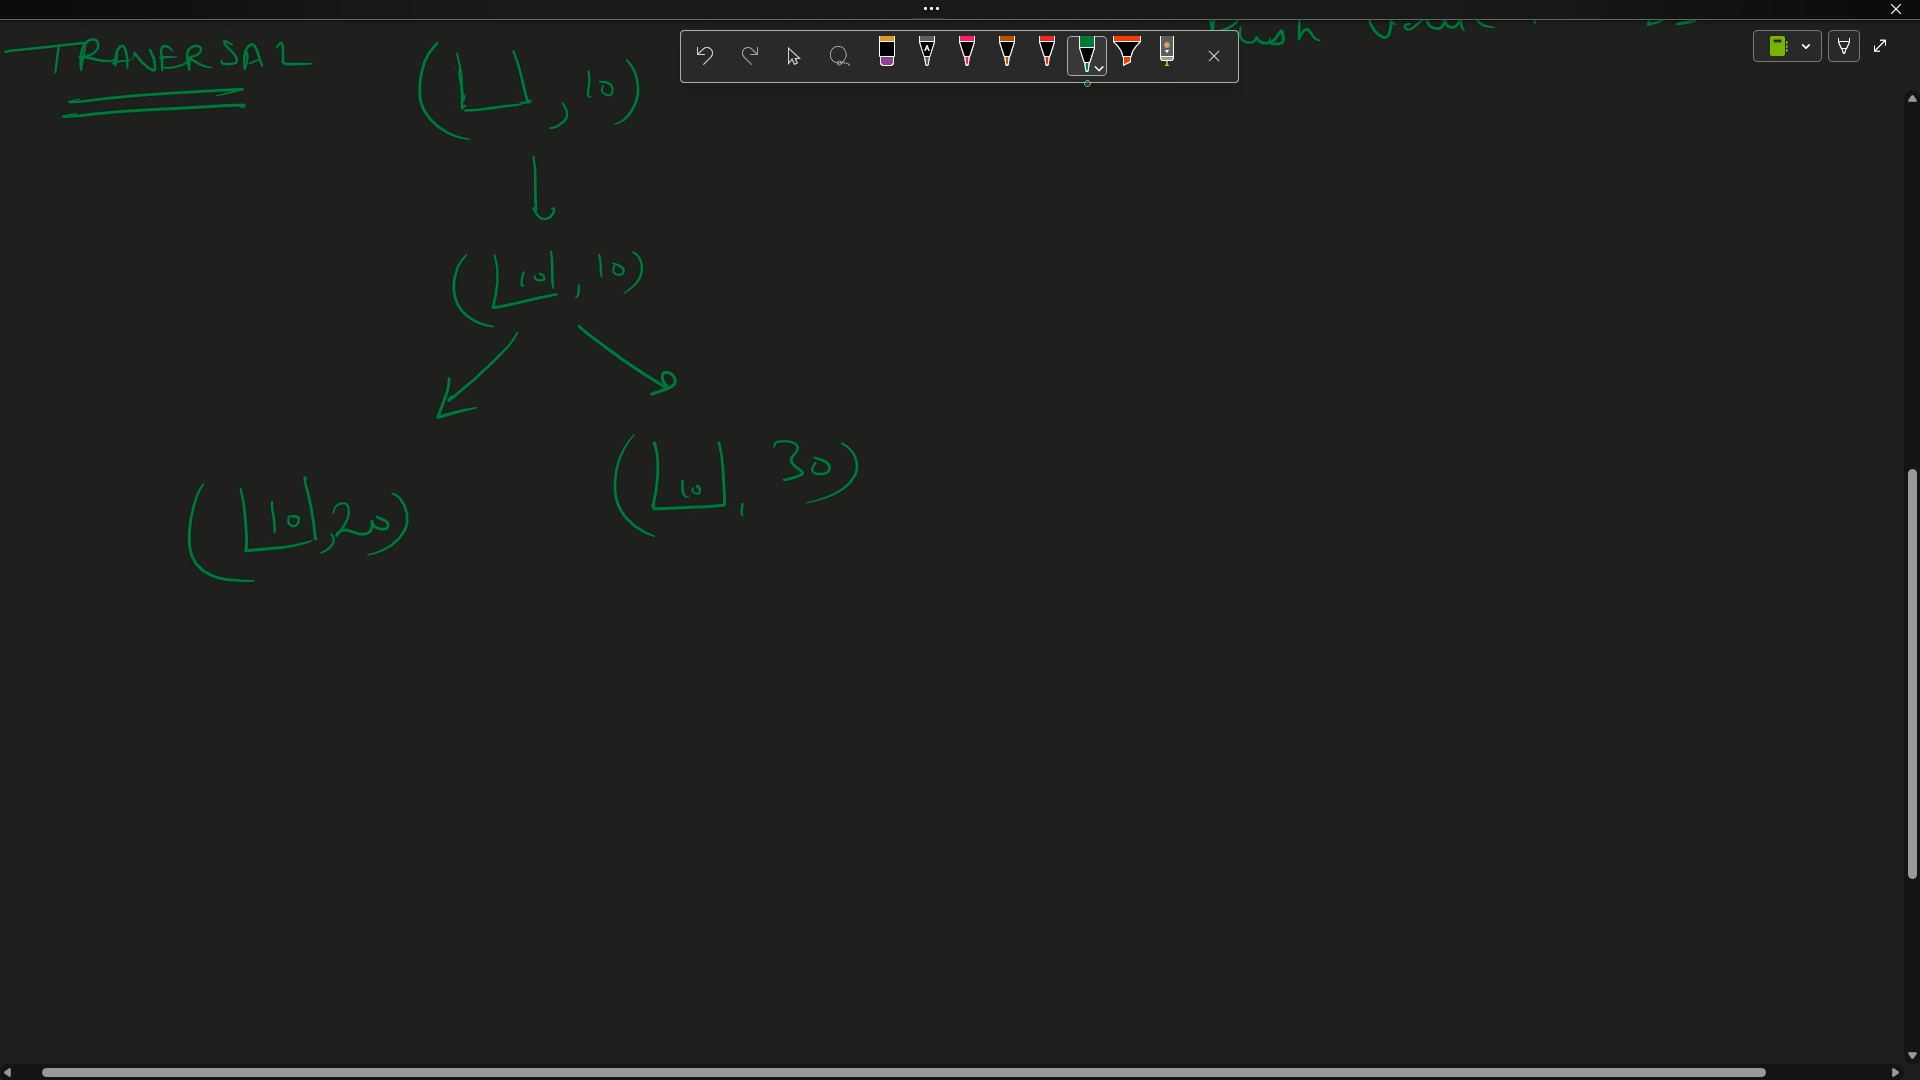 TRAVERSAL
( , 10)
(10, 10)
(10, 20)
(10, 30)